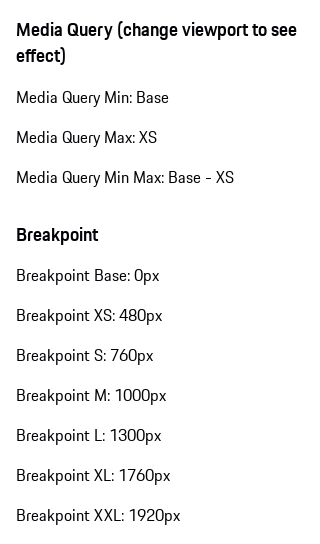 Media Query (change viewport to see
effect)
Media Query Min: Base
Media Query Max: XS
Media Query Min Max: Base - XS
Breakpoint
Breakpoint Base: 0px
Breakpoint XS: 480px
Breakpoint S: 760px
Breakpoint M: 1000px
Breakpoint L: 1300px
Breakpoint XL: 1760px
Breakpoint XXL: 1920px